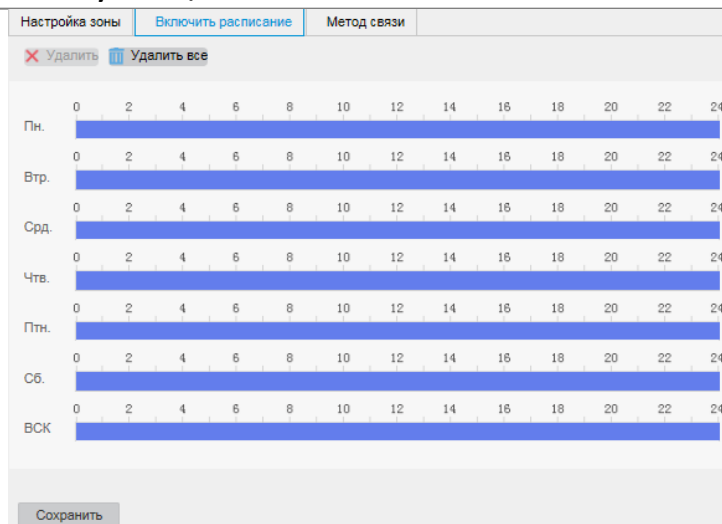 Настройка зоны Включить расписание Метод связи
Удалить Удалить все
0 2 4 6 8 10 12 14 16 18 20 22 24
Пн.
0 2 4 6 8 10 12 14 16 18 20 22 24
Втр.
0 2 4 6 8 10 12 14 16 18 20 22 24
Срд.
0 2 4 6 8 10 12 14 16 18 20 22 24
Чтв.
0 2 4 6 8 10 12 14 16 18 20 22 24
Птн.
0 2 4 6 8 10 12 14 16 18 20 22 24
Сб.
0 2 4 6 8 10 12 14 16 18 20 22 24
ВСК
Сохранить